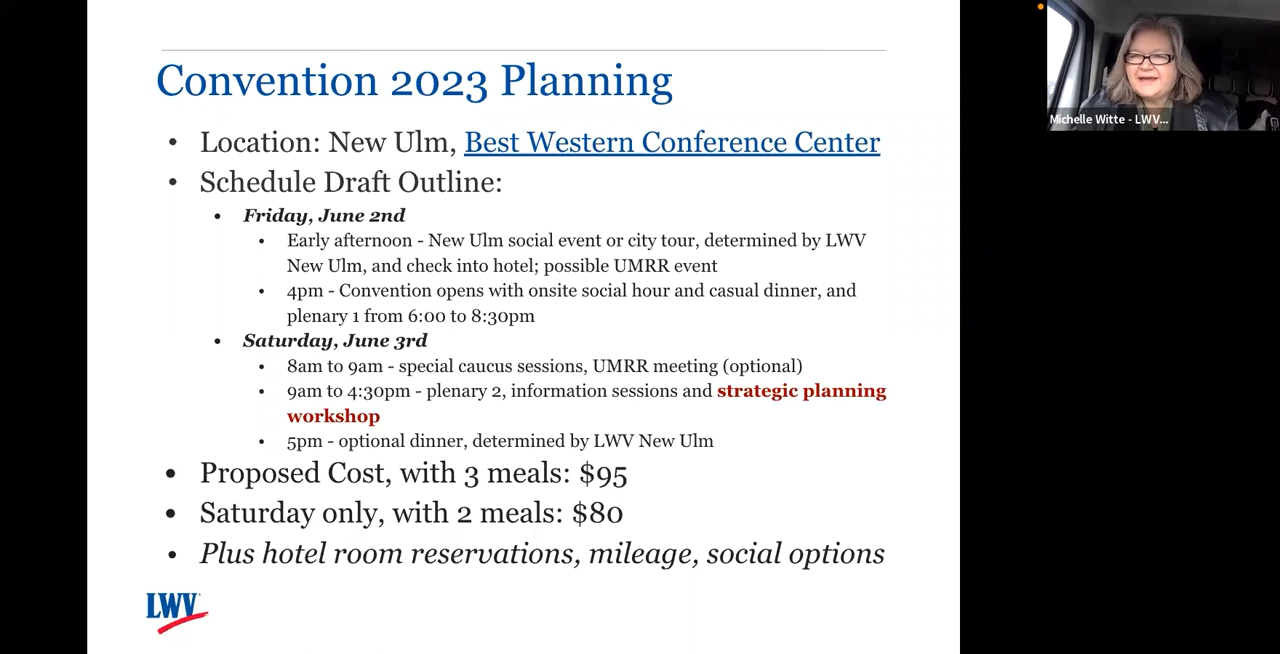 Convention 2023 Planning
• Location: New Ulm, Best Western Conference Center
• Schedule Draft Outline:
• Friday, June 2nd
• Early afternoon - New Ulm social event or city tour, determined by LWV
New Ulm, and check into hotel; possible UMRR event
• 4pm - Convention opens with onsite social hour and casual dinner, and
plenary 1 from 6:00 to 8:30pm
• Saturday, June 3rd
• 8am to 9am - special caucus sessions, UMRR meeting (optional)
• 9am to 4:30pm - plenary 2, information sessions and strategic planning
workshop
• 5pm - optional dinner, determined by LWV New Ulm
• Proposed Cost, with 3 meals: $95
• Saturday only, with 2 meals: $80
• Plus hotel room reservations, mileage, social options
LWV
Michelle Witte - LWV...